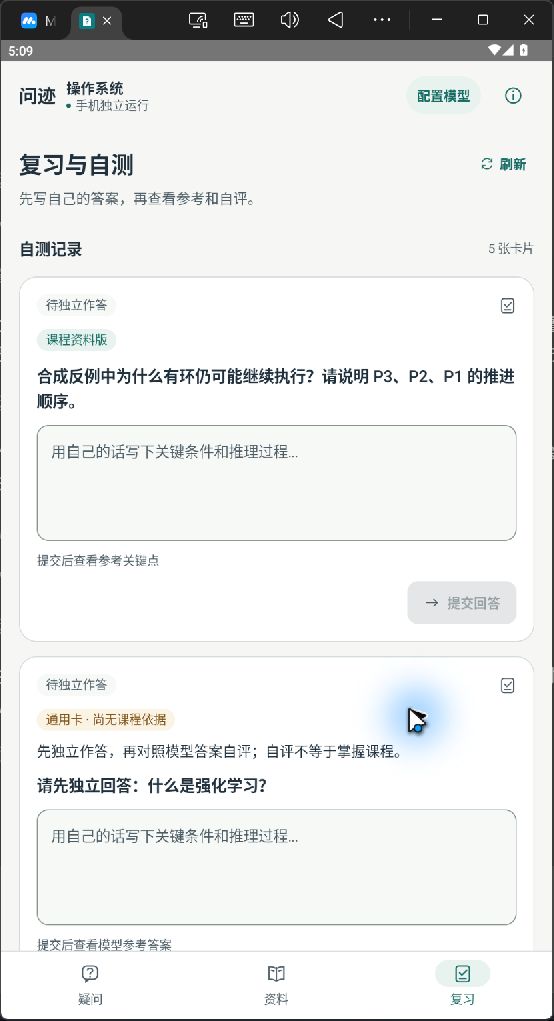 M
5:09
问迹
操作系统
手机独立运行
配置模型
复习与自测
刷新
先写自己的答案，再查看参考和自评。
自测记录
5 张卡片
待独立作答
课程资料版
合成反例中为什么有环仍可能继续执行？请说明 P3、P2、P1 的推进
顺序。
用自己的话写下关键条件和推理过程...
提交后查看参考关键点
→ 提交回答
待独立作答
通用卡 · 尚无课程依据
先独立作答，再对照模型答案自评；自评不等于掌握课程。
请先独立回答：什么是强化学习？
用自己的话写下关键条件和推理过程...
提交后查看模型参考答案
疑问
资料
复习